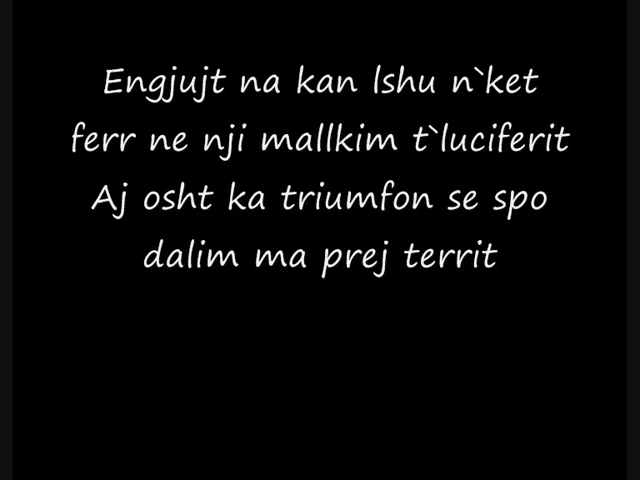 Engjujt na kan lshu n`ket
ferr ne nji mallkim t`luciferit
Aj osht ka triumfon se spo
dalim ma prej territ